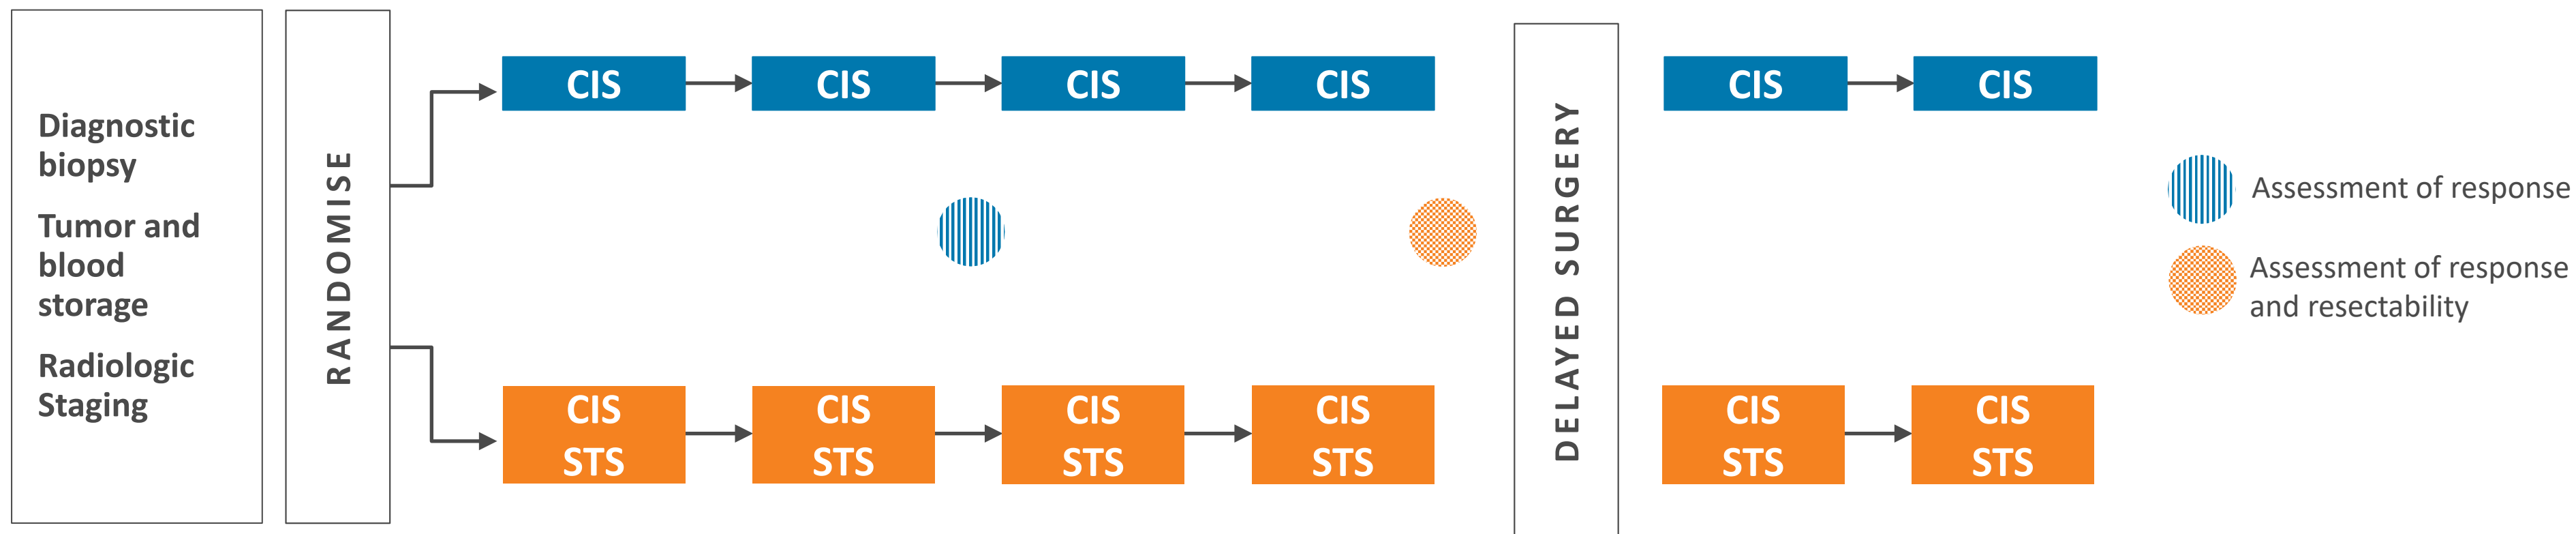 Diagnostic
biopsy
Tumor and
blood
storage
Radiologic
Staging
RANDOMISE
CIS
CIS
CIS
CIS
CIS
STS
CIS
STS
CIS
STS
CIS
STS
DELAYED SURGERY
CIS
CIS
CIS
STS
CIS
STS
Assessment of response
Assessment of response
and resectability